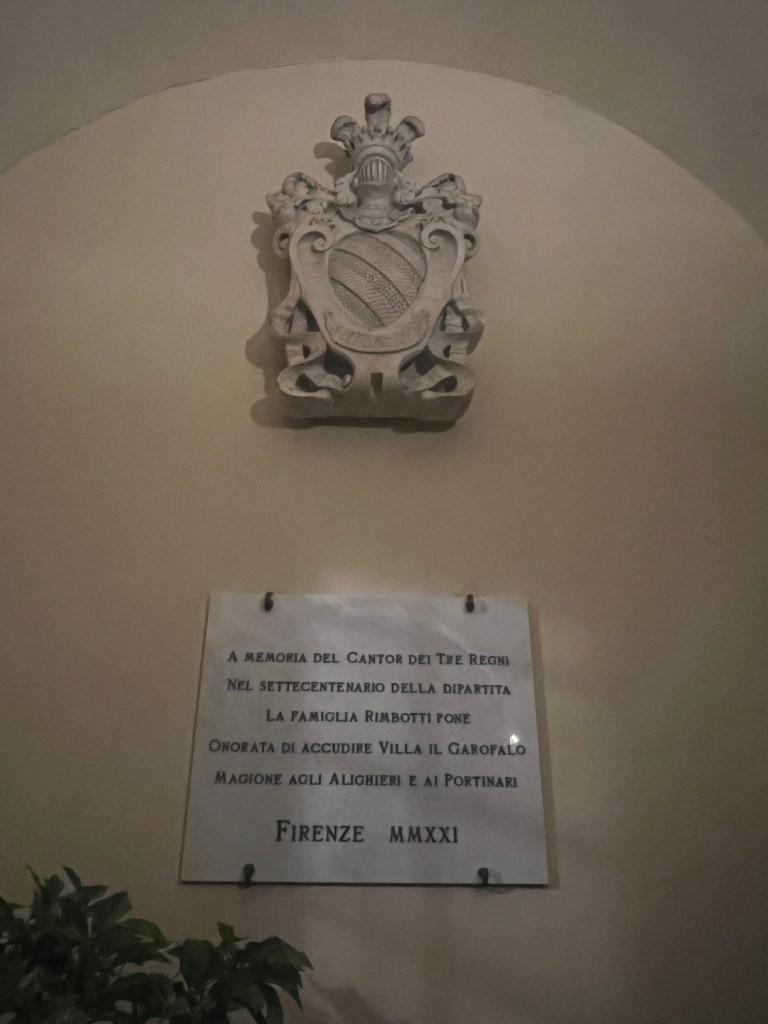 A MEMORIA DEL CANTOR DEI TRE REGNI
NEL SETTECENTENARIO DELLA DIPARTITA
LA FAMIGLIA RIMBOTTI PONE
ONORATA DI ACCUDIRE VILLA IL GAROFALO
MAGIONE AGLI ALIGHIERI E AI PORTINARI
FIRENZE MMXXI